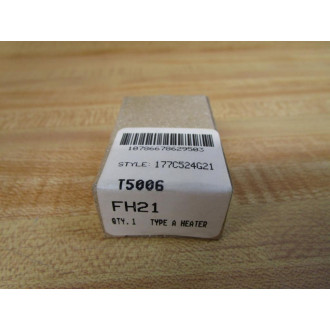 10786678629503
STYLE: 177C524G21
T5006
FH21
QTY. 1 TYPE A HEATER